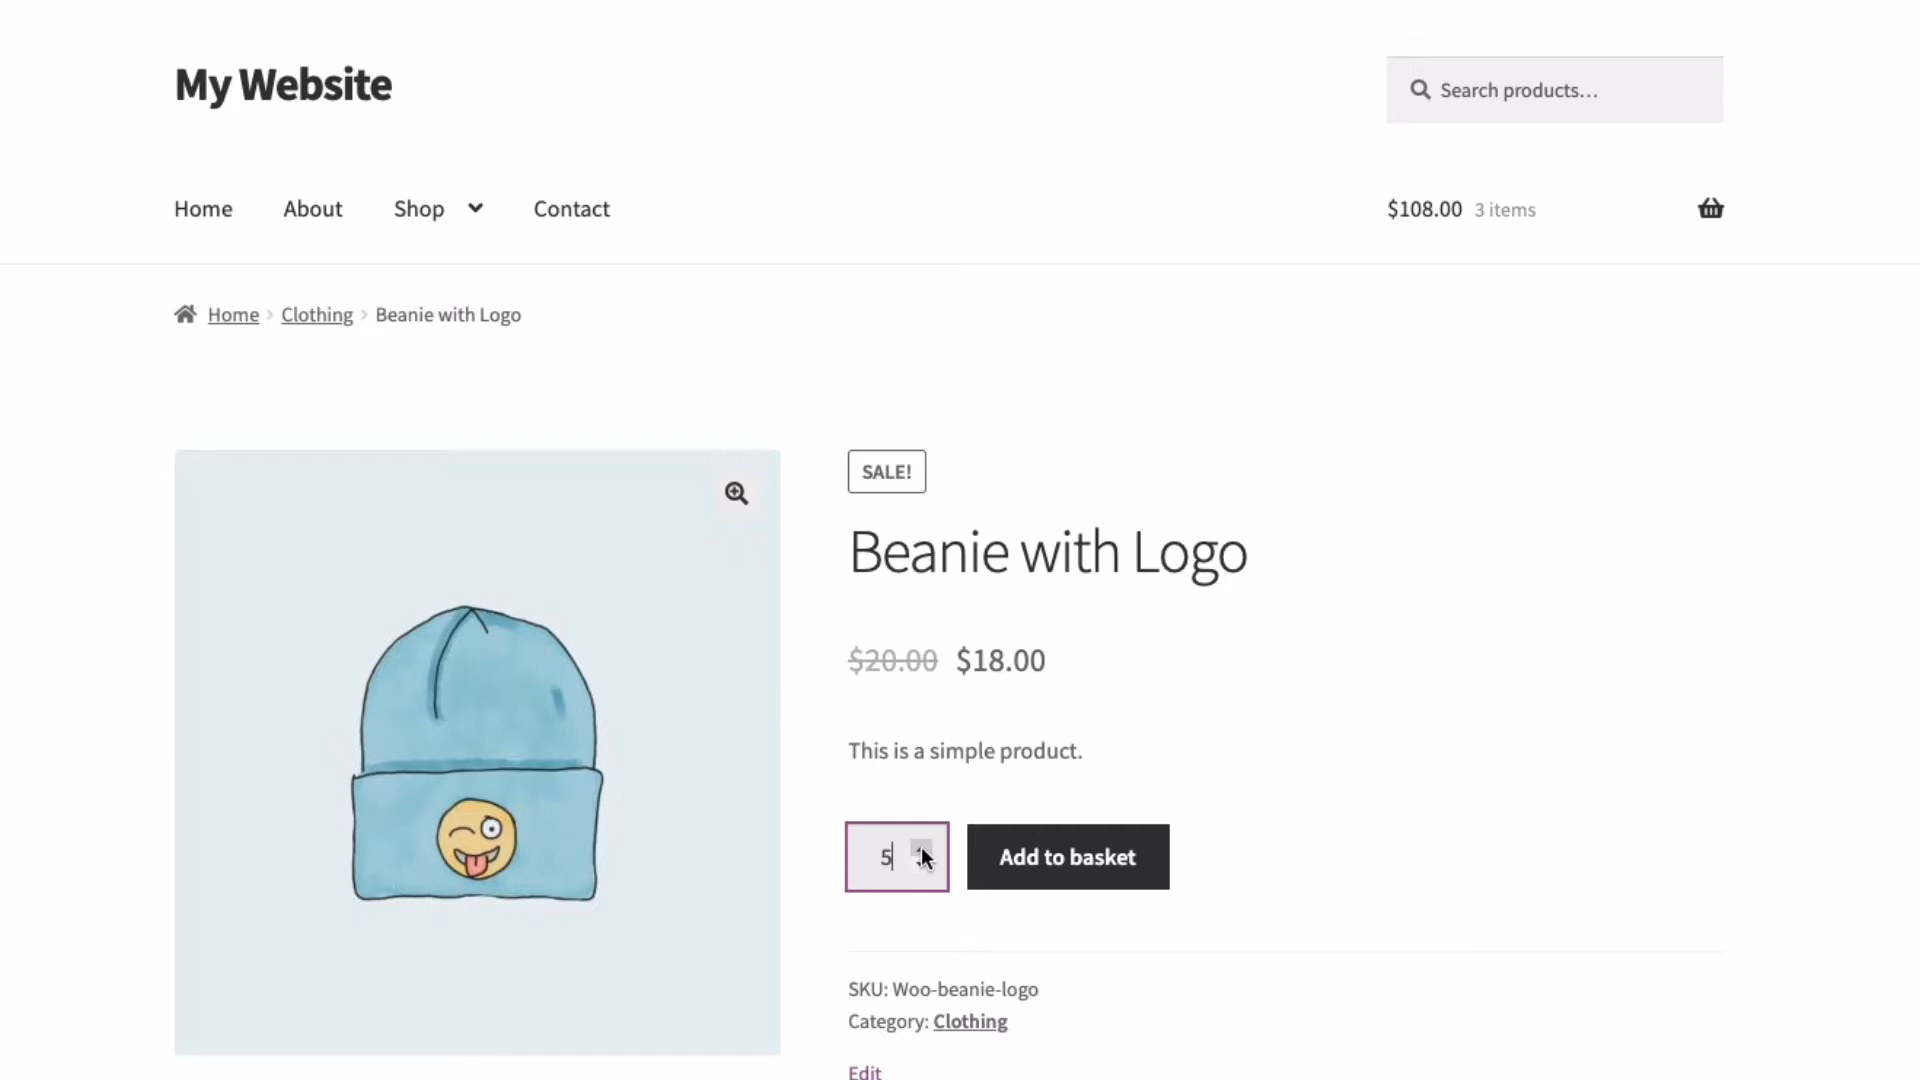 My Website
Search products...
Home About Shop Contact
$108.00 3 items
Home > Clothing > Beanie with Logo
SALE!
Beanie with Logo
$20.00 $18.00
This is a simple product.
5
Add to basket
SKU: Woo-beanie-logo
Category: Clothing
Edit